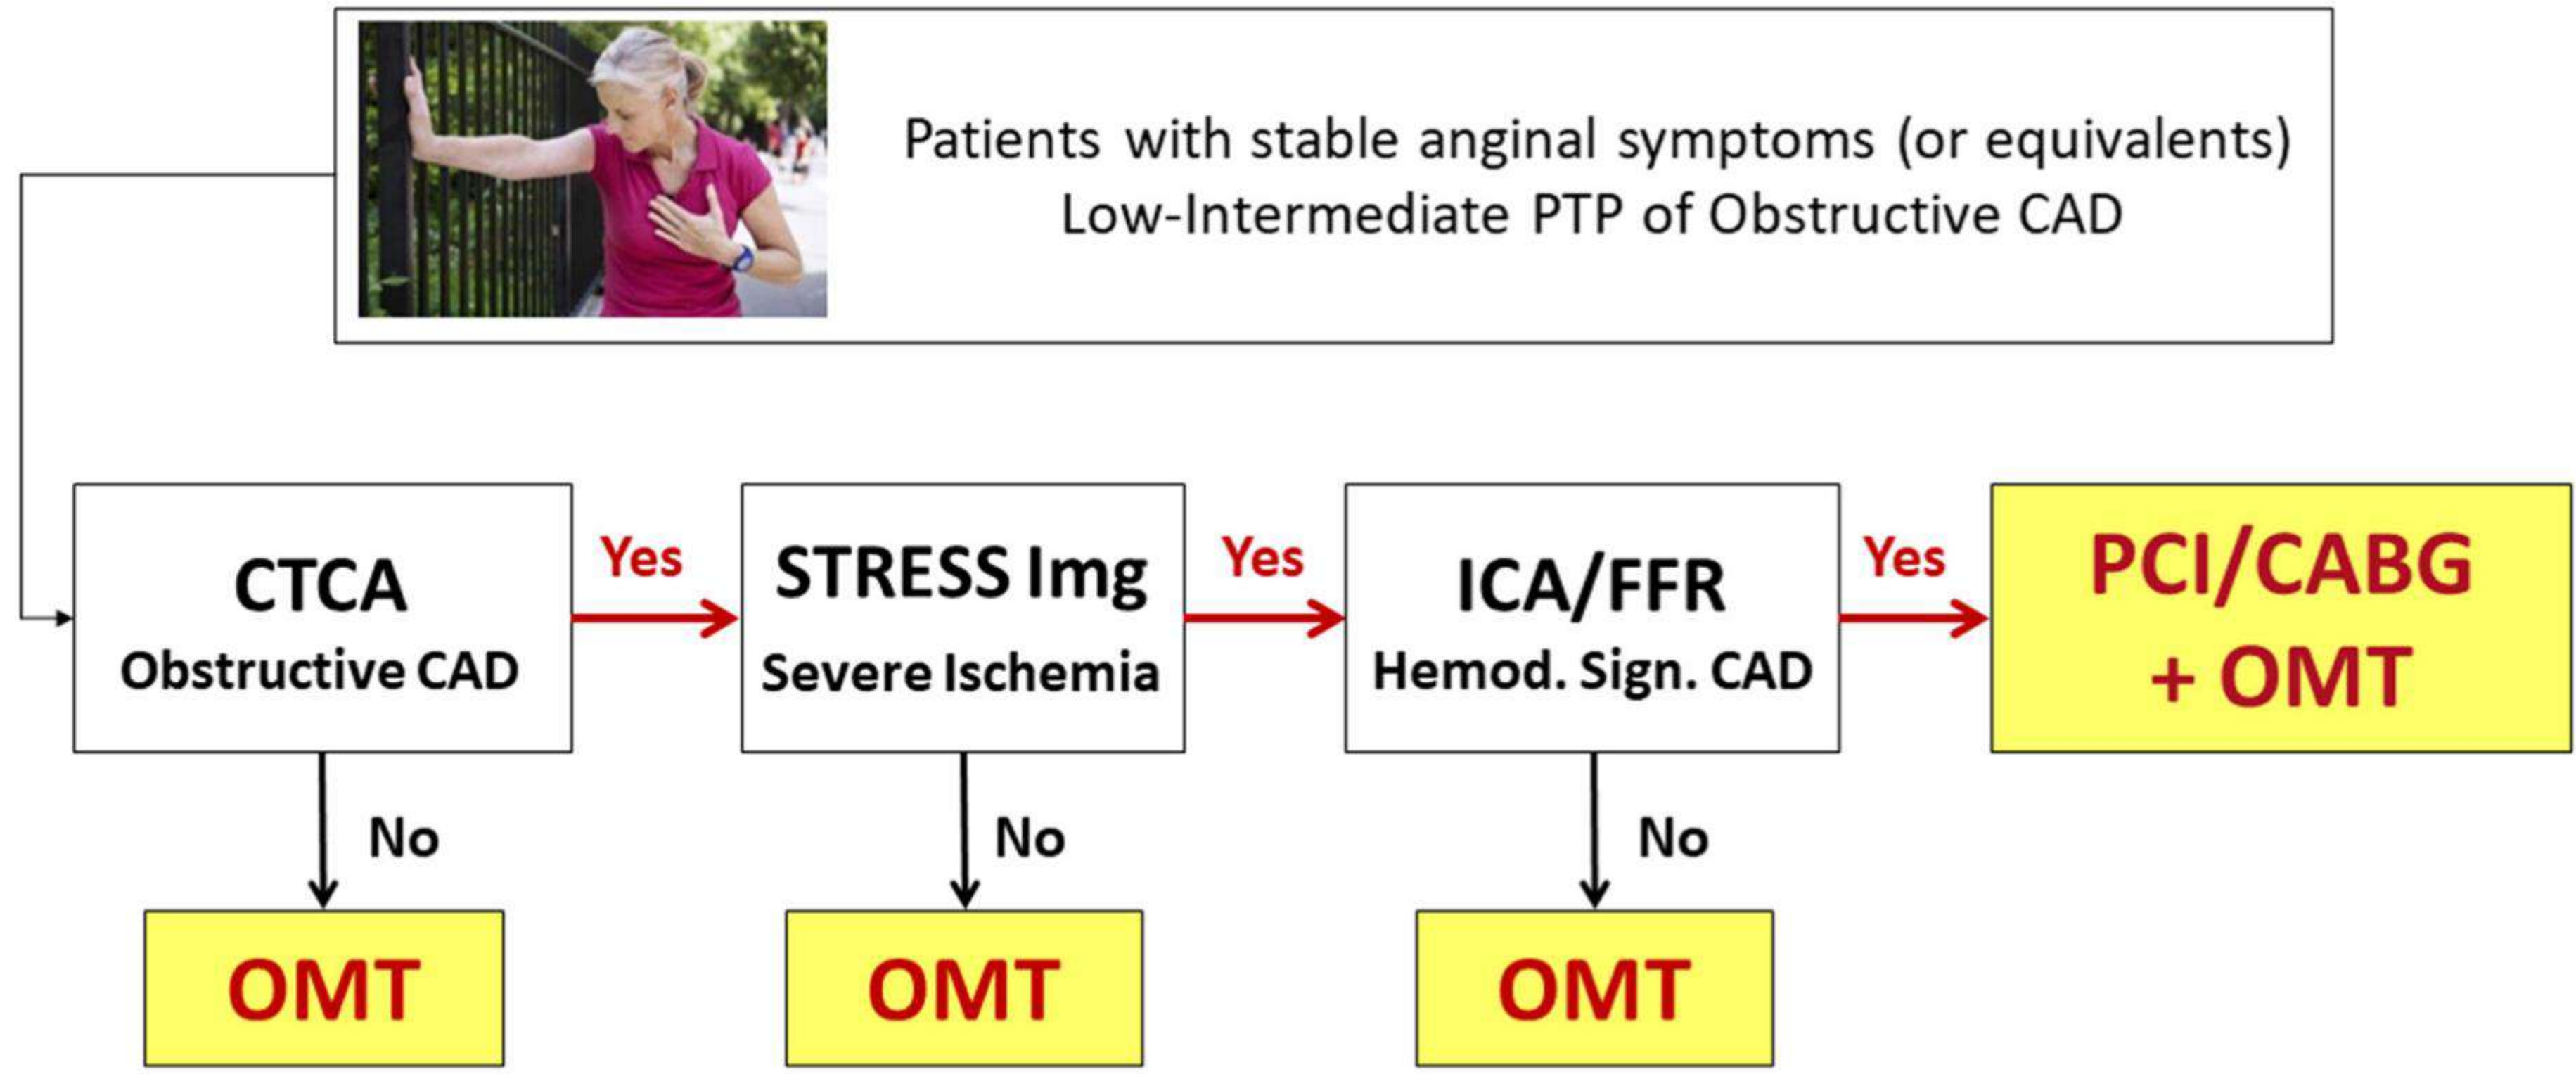 Patients with stable anginal symptoms (or equivalents)
Low-Intermediate PTP of Obstructive CAD
CTCA
Obstructive CAD
Yes
STRESS Img
Severe Ischemia
Yes
ICA/FFR
Hemod. Sign. CAD
Yes
PCI/CABG
+ OMT
No
No
No
OMT
OMT
OMT